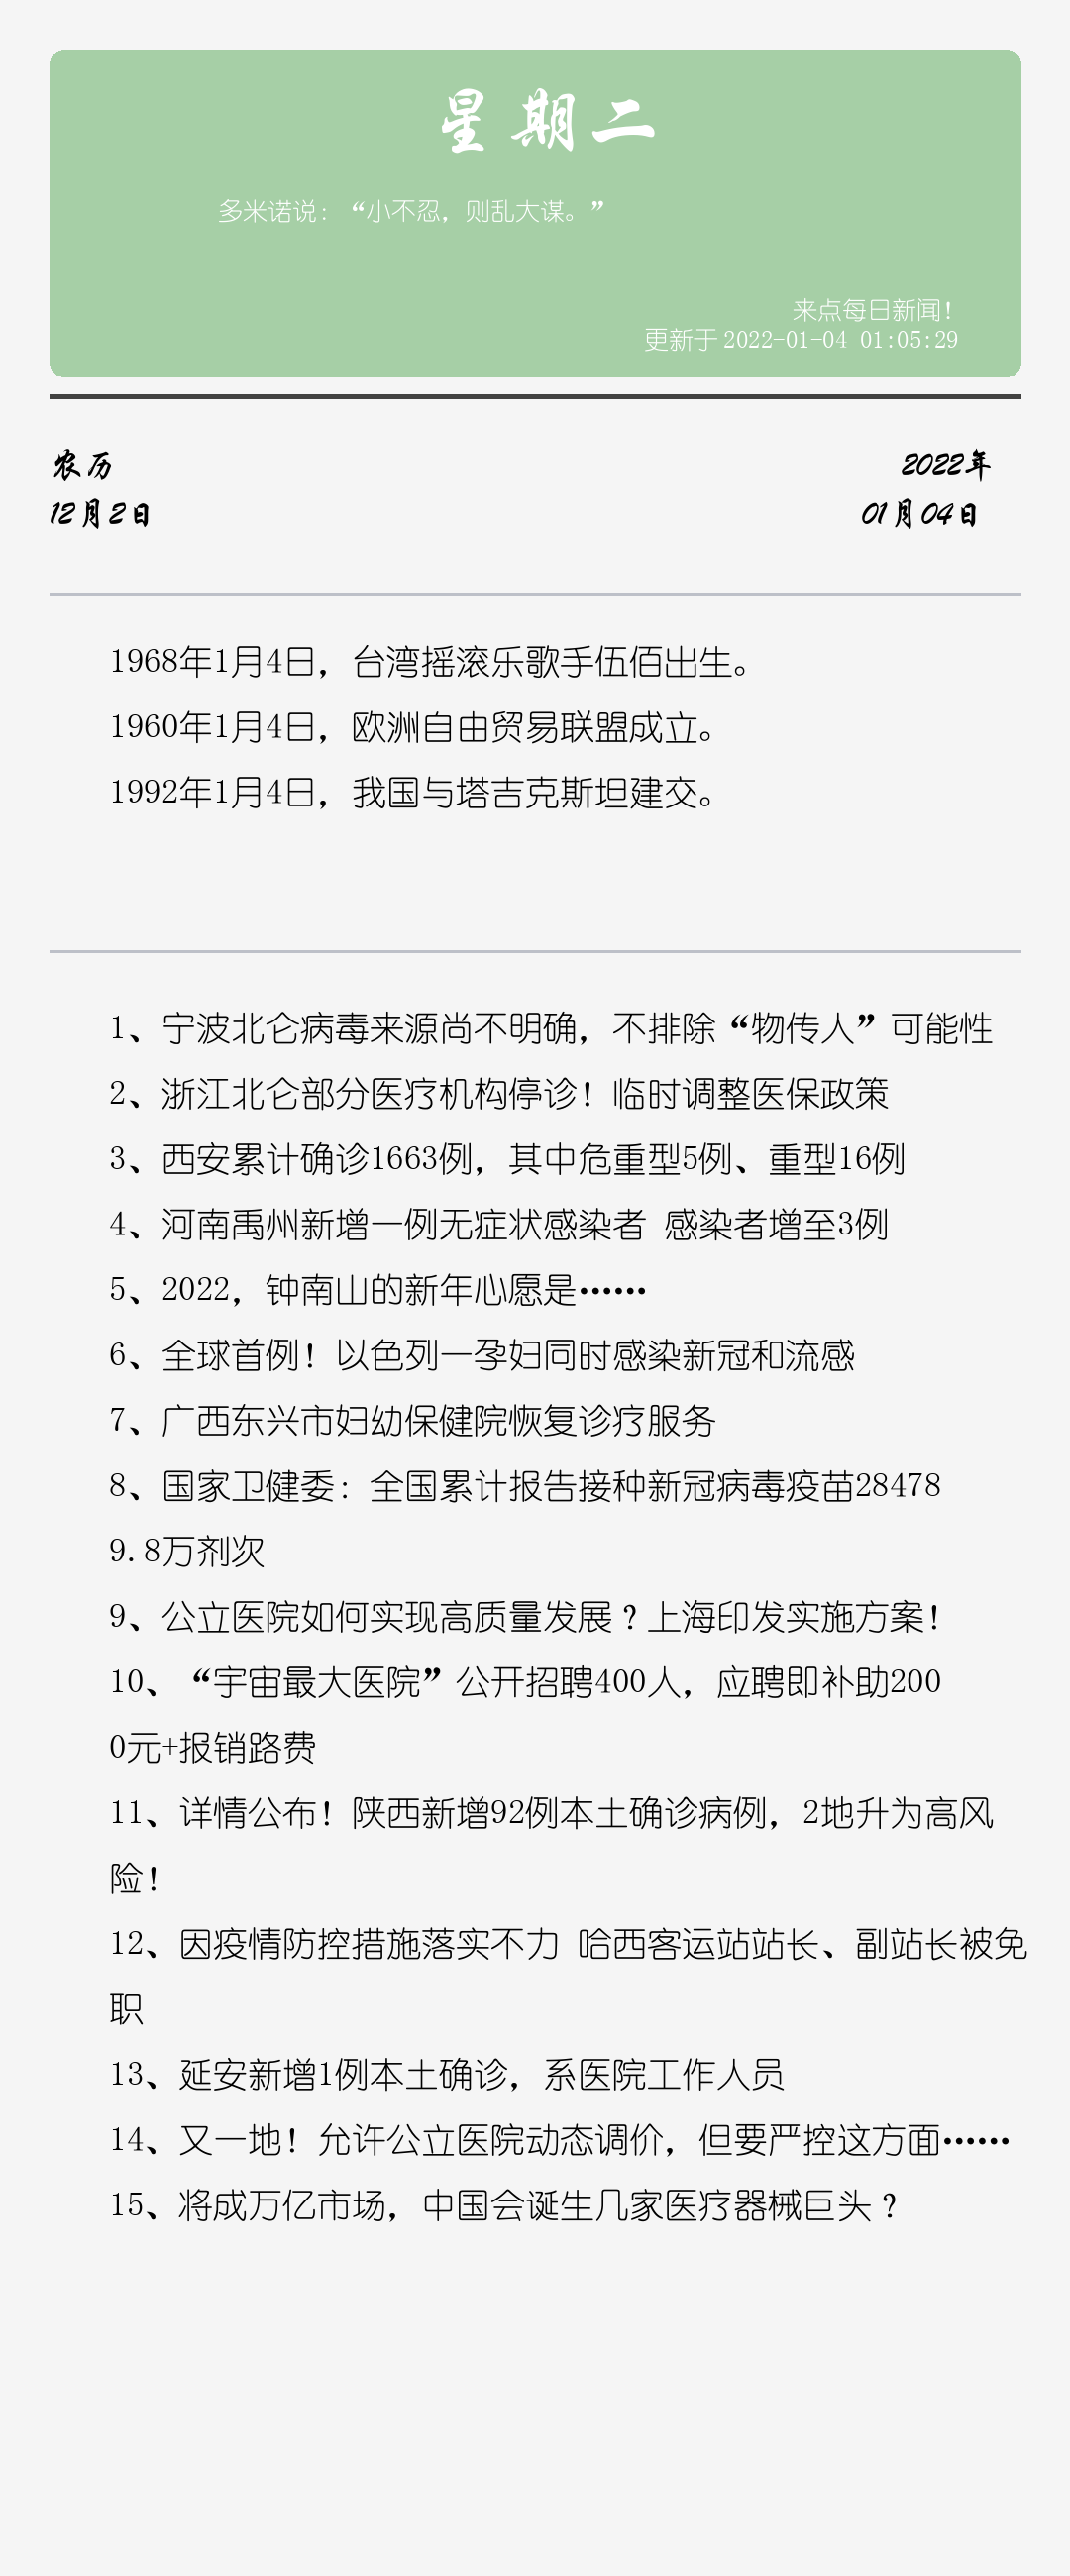 星期二
多米诺说：“小不忍，则乱大谋。”
来点每日新闻！
更新于 2022-01-04 01:05:29
农历
2022年
12月2日
01月04日
1968年1月4日，台湾摇滚乐歌手伍佰出生。
1960年1月4日，欧洲自由贸易联盟成立。
1992年1月4日，我国与塔吉克斯坦建交。
1、宁波北仑病毒来源尚不明确，不排除“物传人”可能性
2、浙江北仑部分医疗机构停诊！临时调整医保政策
3、西安累计确诊1663例，其中危重型5例、重型16例
4、河南禹州新增一例无症状感染者 感染者增至3例
5、2022，钟南山的新年心愿是……
6、全球首例！以色列一孕妇同时感染新冠和流感
7、广西东兴市妇幼保健院恢复诊疗服务
8、国家卫健委：全国累计报告接种新冠病毒疫苗28478
9.8万剂次
9、公立医院如何实现高质量发展？上海印发实施方案！
10、“宇宙最大医院”公开招聘400人，应聘即补助200
0元+报销路费
11、详情公布！陕西新增92例本土确诊病例，2地升为高风
险！
12、因疫情防控措施落实不力 哈西客运站站长、副站长被免
职
13、延安新增1例本土确诊，系医院工作人员
14、又一地！允许公立医院动态调价，但要严控这方面……
15、将成万亿市场，中国会诞生几家医疗器械巨头？